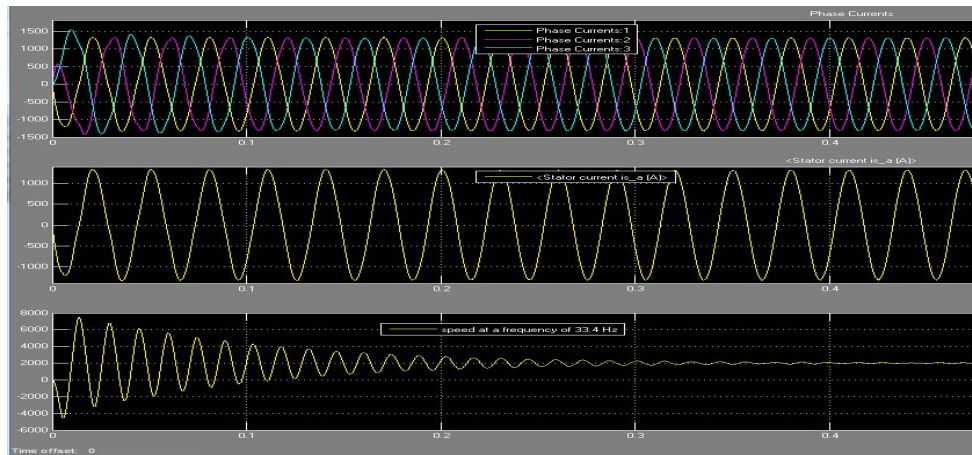 Phase Currents
1500
Phase Currents:1
1000
Phase Currents:2
500
Phase Currents:3
0
-500
-1000
-1500
0 0.1 0.2 0.3 0.4
<Stator current is_a (A)>
1000
<Stator current is_a (A)>
500
0
-500
-1000
0 0.1 0.2 0.3 0.4
8000
6000
speed at a frequency of 33.4 Hz
4000
2000
0
-2000
-4000
-6000
0 0.1 0.2 0.3 0.4
Time offset: 0